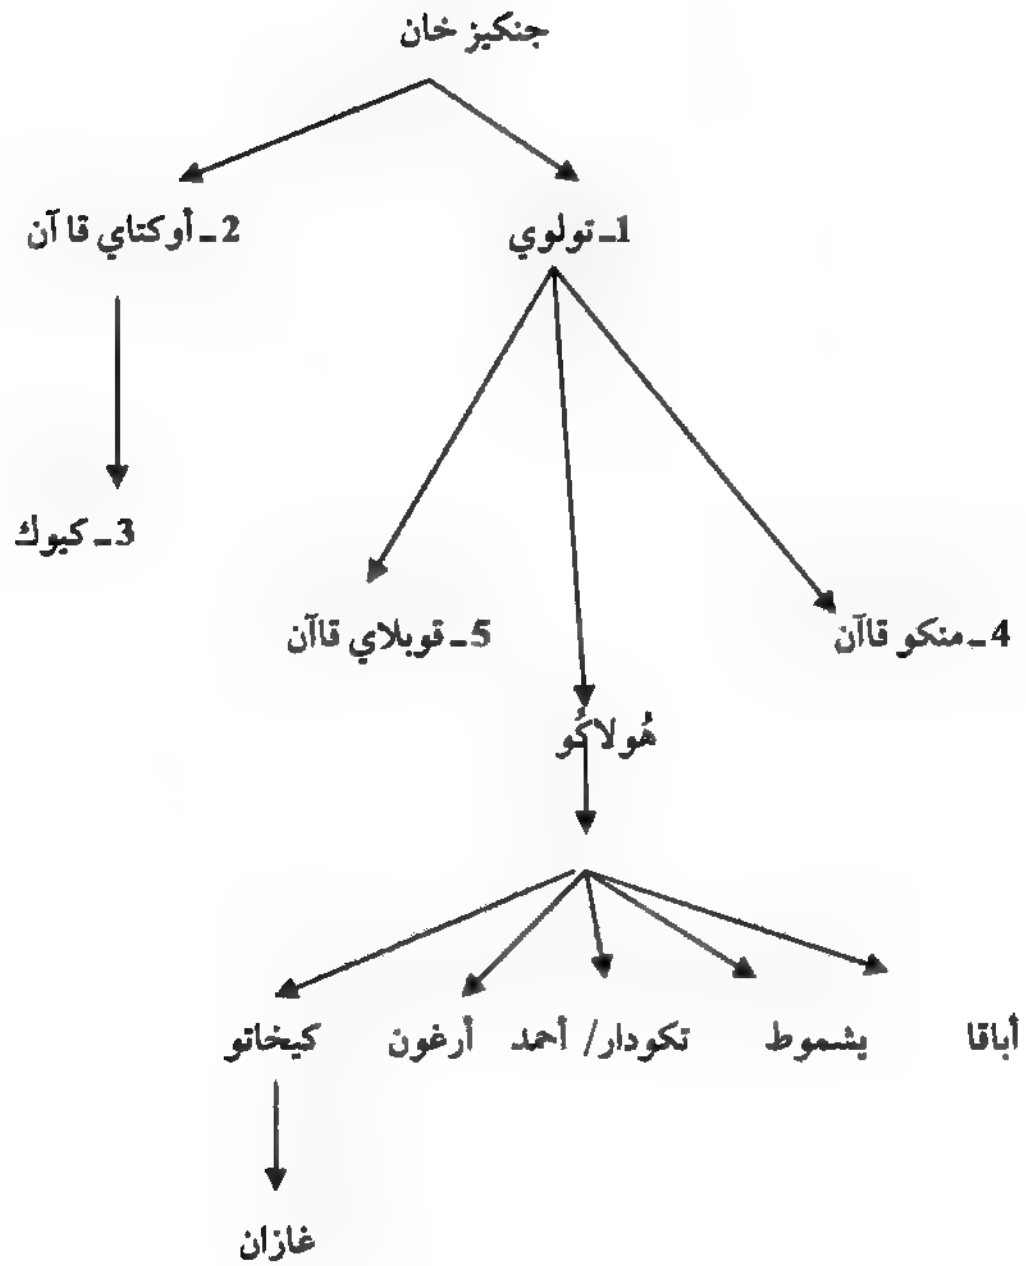 جنكيز خان
1ـ تولوي
2ـ أوكتاي قا آن
3ـ كيوك
4ـ منكو قاآن
5ـ قوبلاي قاآن
هُولاكُو
أباقا
يشموط
تكودار/ أحمد
أرغون
كيخاتو
غازان